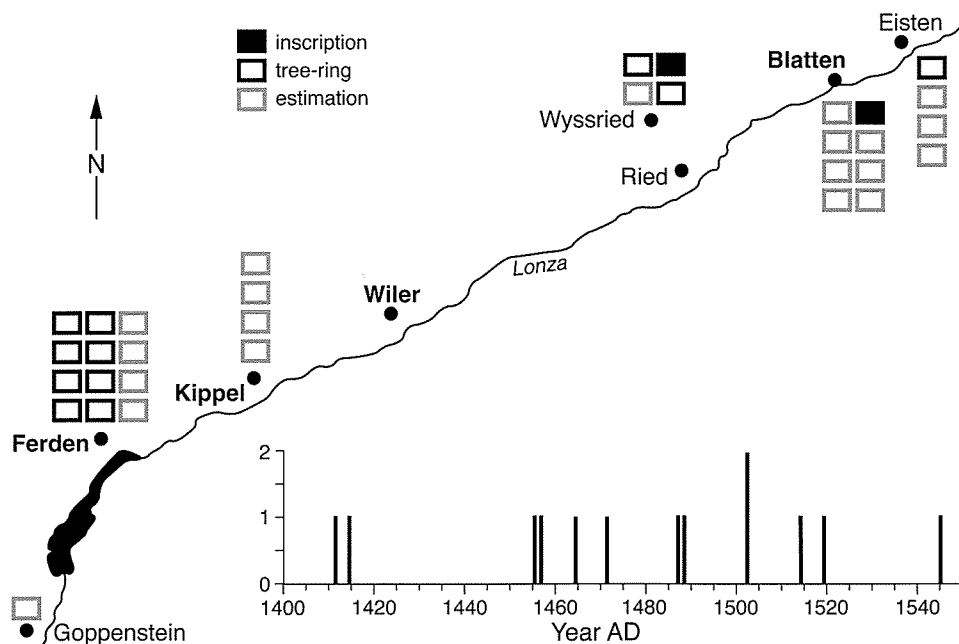 Eisten
inscription
tree-ring
estimation
Blatten
Wyssried
N
Ried
Lonza
Wiler
Kippel
Ferden
2
1
0
1400 1420 1440 1460 1480 1500 1520 1540
Year AD
Goppenstein